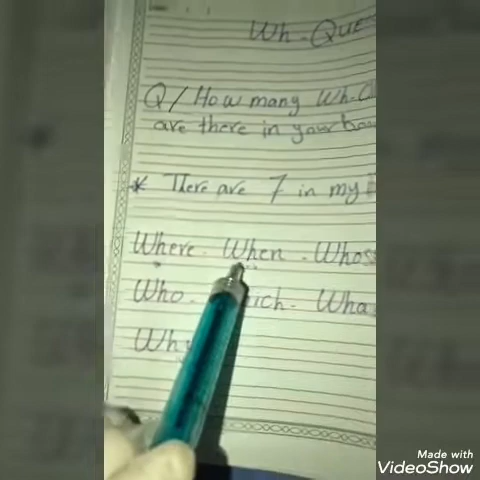 Wh-QUE
Q/How many Wh-
are there in your
* There are 7 in my
Where - When - Whos
Who - ich - Wha
Why
Made with
VideoShow